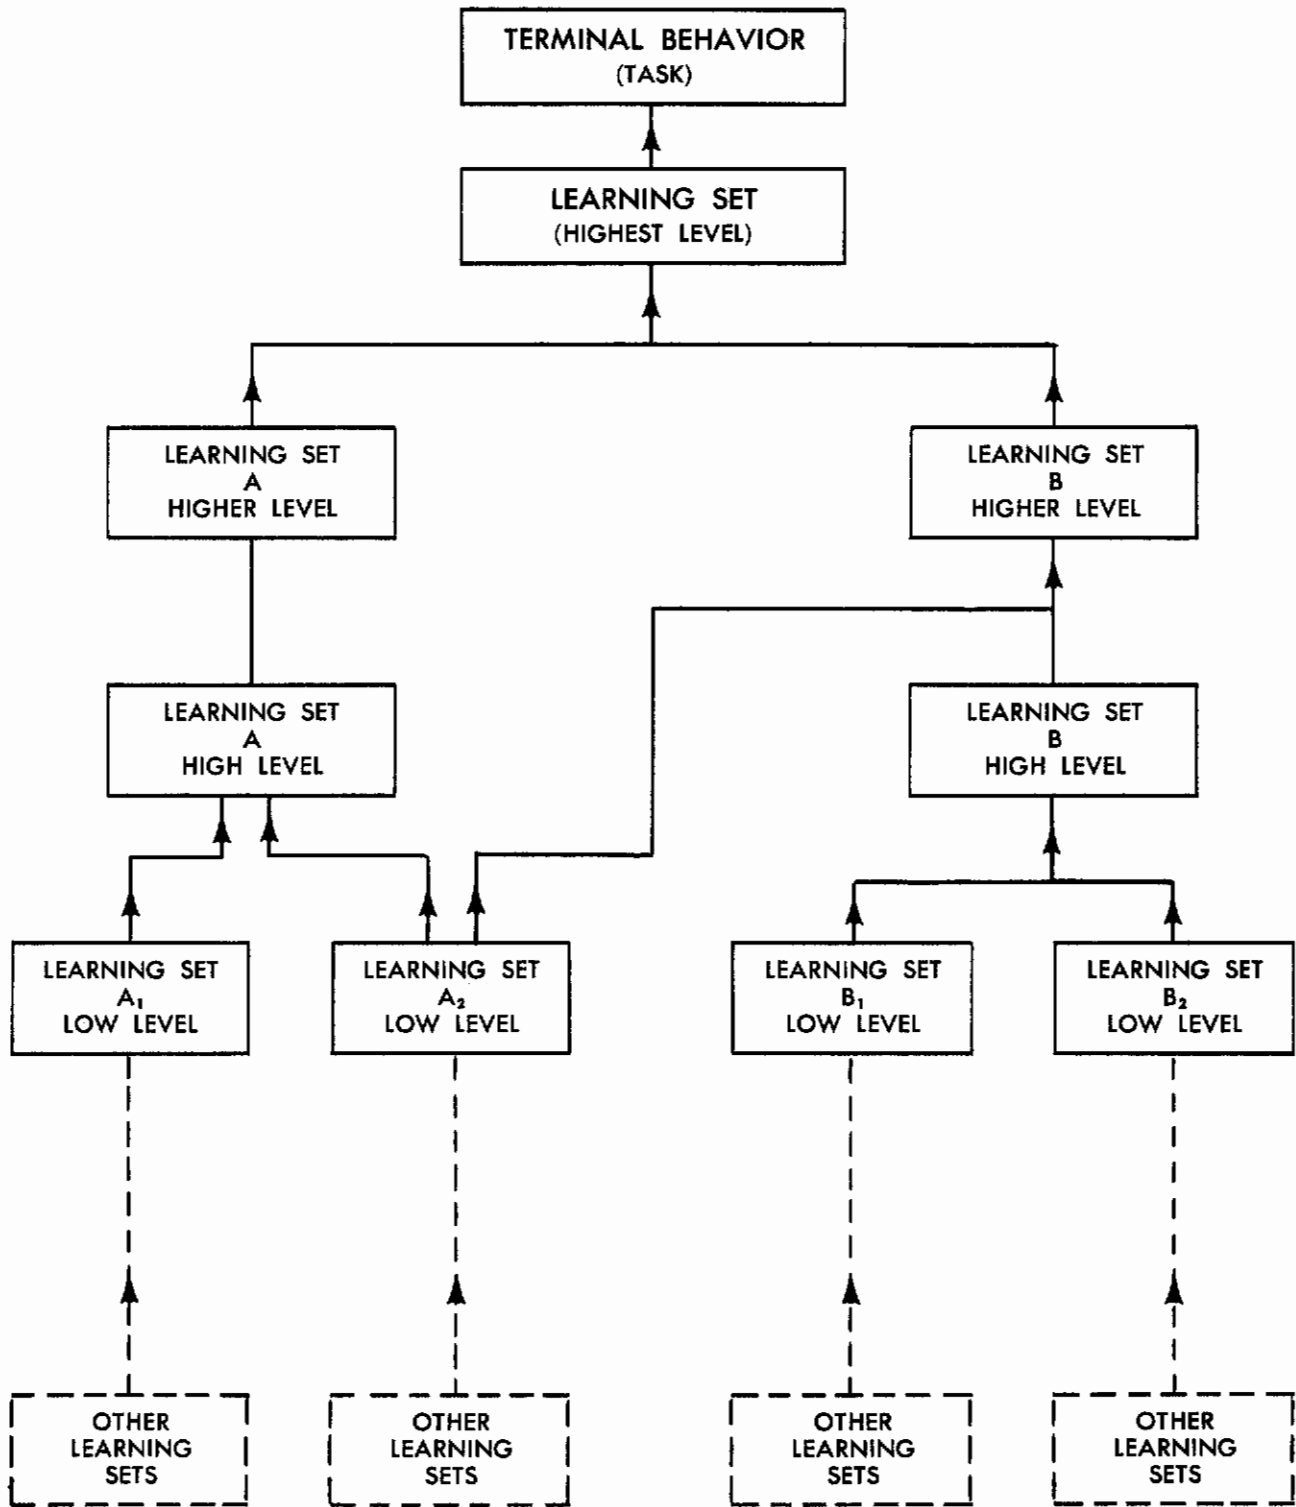 TERMINAL BEHAVIOR
(TASK)
LEARNING SET
(HIGHEST LEVEL)
LEARNING SET
A
HIGHER LEVEL
LEARNING SET
B
HIGHER LEVEL
LEARNING SET
A
HIGH LEVEL
LEARNING SET
B
HIGH LEVEL
LEARNING SET
A₁
LOW LEVEL
LEARNING SET
A₂
LOW LEVEL
LEARNING SET
B₁
LOW LEVEL
LEARNING SET
B₂
LOW LEVEL
OTHER
LEARNING
SETS
OTHER
LEARNING
SETS
OTHER
LEARNING
SETS
OTHER
LEARNING
SETS